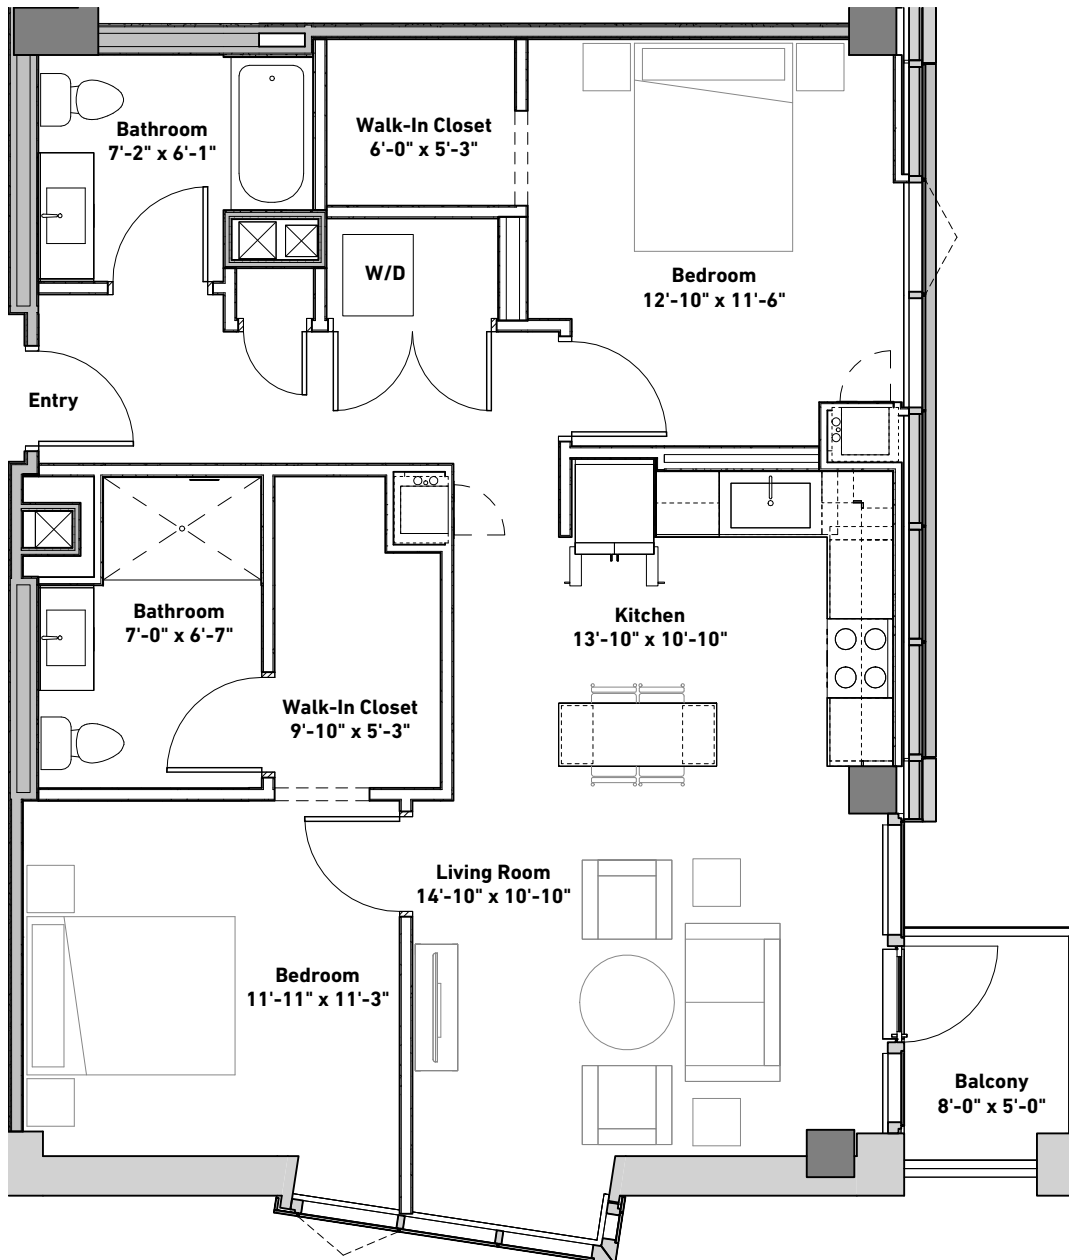 Bathroom
7'-2" x 6'-1"
Walk-In Closet
6'-0" x 5'-3"
W/D
Bedroom
12'-10" x 11'-6"
Entry
Bathroom
7'-0" x 6'-7"
Kitchen
13'-10" x 10'-10"
Walk-In Closet
9'-10" x 5'-3"
Living Room
14'-10" x 10'-10"
Bedroom
11'-11" x 11'-3"
Balcony
8'-0" x 5'-0"